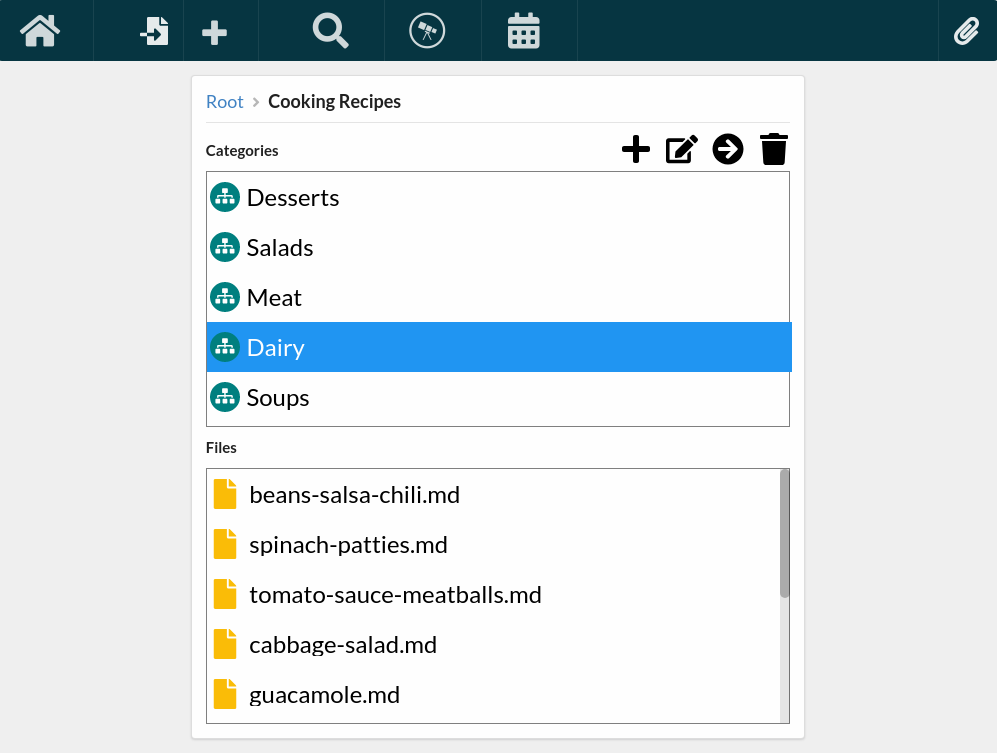 Root > Cooking Recipes
Categories
Desserts
Salads
Meat
Dairy
Soups
Files
beans-salsa-chili.md
spinach-patties.md
tomato-sauce-meatballs.md
cabbage-salad.md
guacamole.md